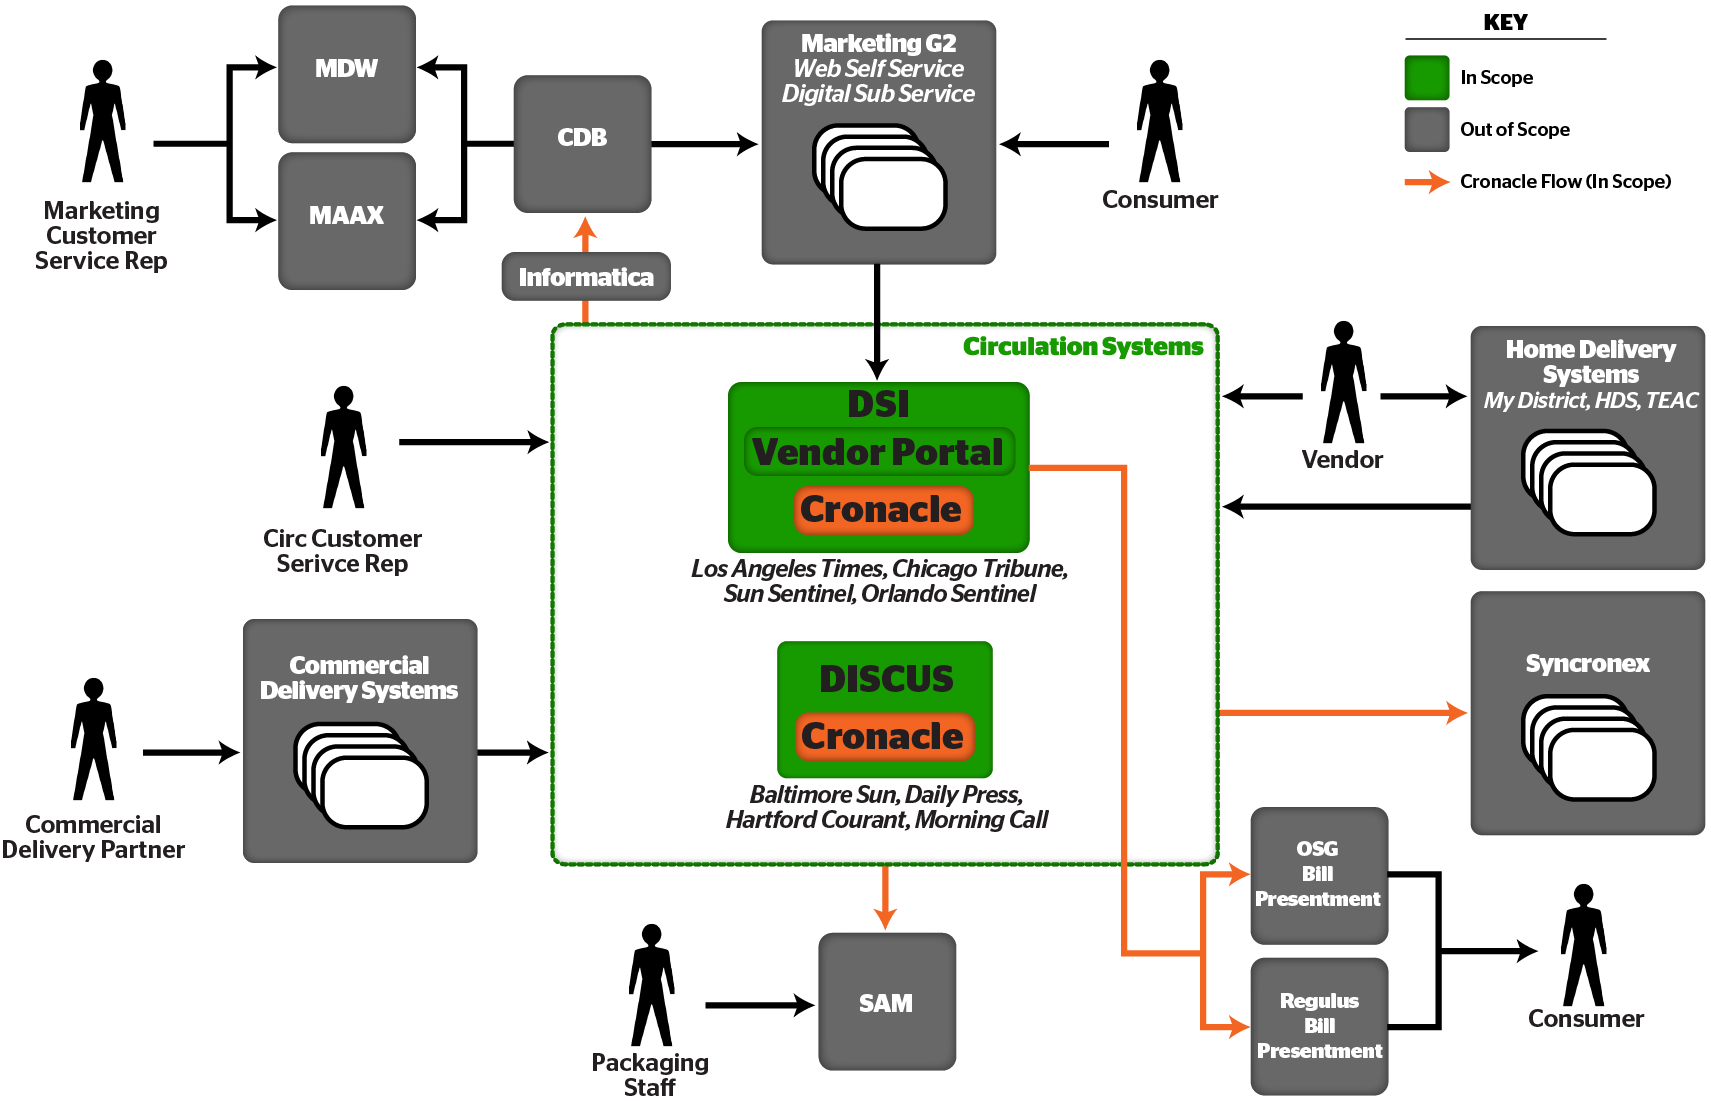 KEY
In Scope
Out of Scope
Cronacle Flow (In Scope)
MDW
MAAX
Marketing
Customer
Service Rep
CDB
Informatica
Marketing G2
Web Self Service
Digital Sub Service
Consumer
Circulation Systems
DSI
Vendor Portal
Cronacle
Los Angeles Times, Chicago Tribune,
Sun Sentinel, Orlando Sentinel
DISCUS
Cronacle
Baltimore Sun, Daily Press,
Hartford Courant, Morning Call
Vendor
Home Delivery
Systems
My District, HDS, TEAC
Circ Customer
Serivce Rep
Commercial
Delivery Systems
Commercial
Delivery Partner
Syncronex
OSG
Bill
Presentment
Regulus
Bill
Presentment
Consumer
SAM
Packaging
Staff